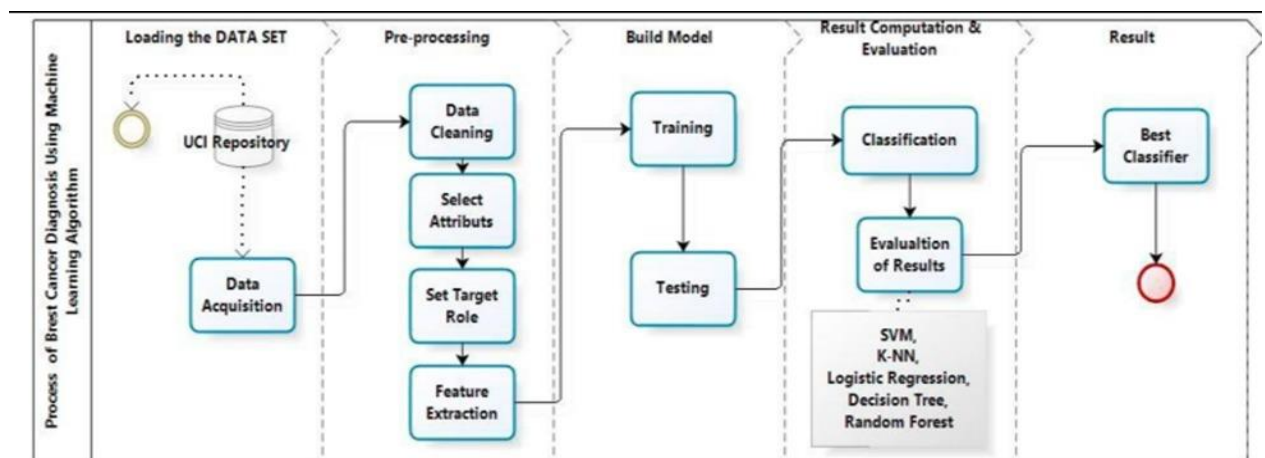 Process of Brest Cancer Diagnosis Using Machine
Learning Algorithm
Loading the DATA SET
UCI Repository
Data
Acquisition
Pre-processing
Data
Cleaning
Select
Attributs
Set Target
Role
Feature
Extraction
Build Model
Training
Testing
Result Computation &
Evaluation
Classification
Evalualtion
of Results
SVM,
K-NN,
Logistic Regression,
Decision Tree,
Random Forest
Result
Best
Classifier